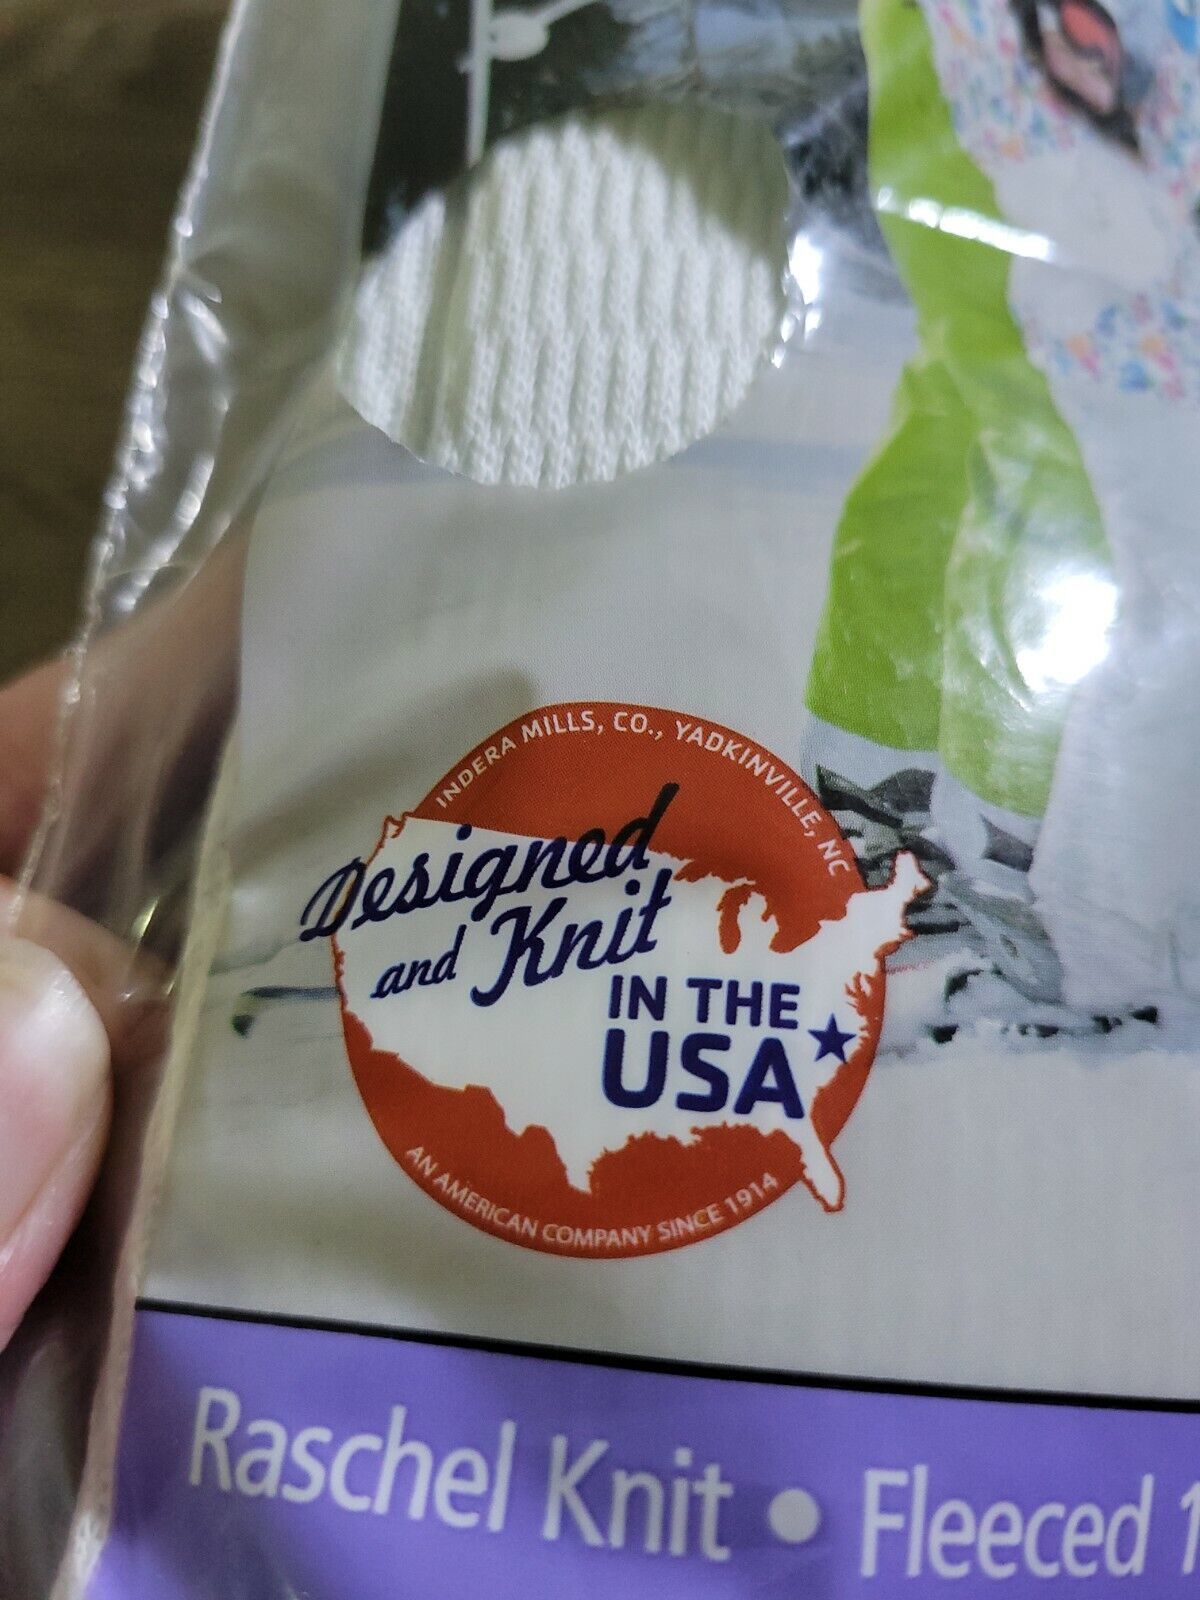 INDERA MILLS, CO., YADKINVILLE, NC
Designed
and Knit
IN THE
USA
AN AMERICAN COMPANY SINCE 1914
Raschel Knit • Fleeced 1